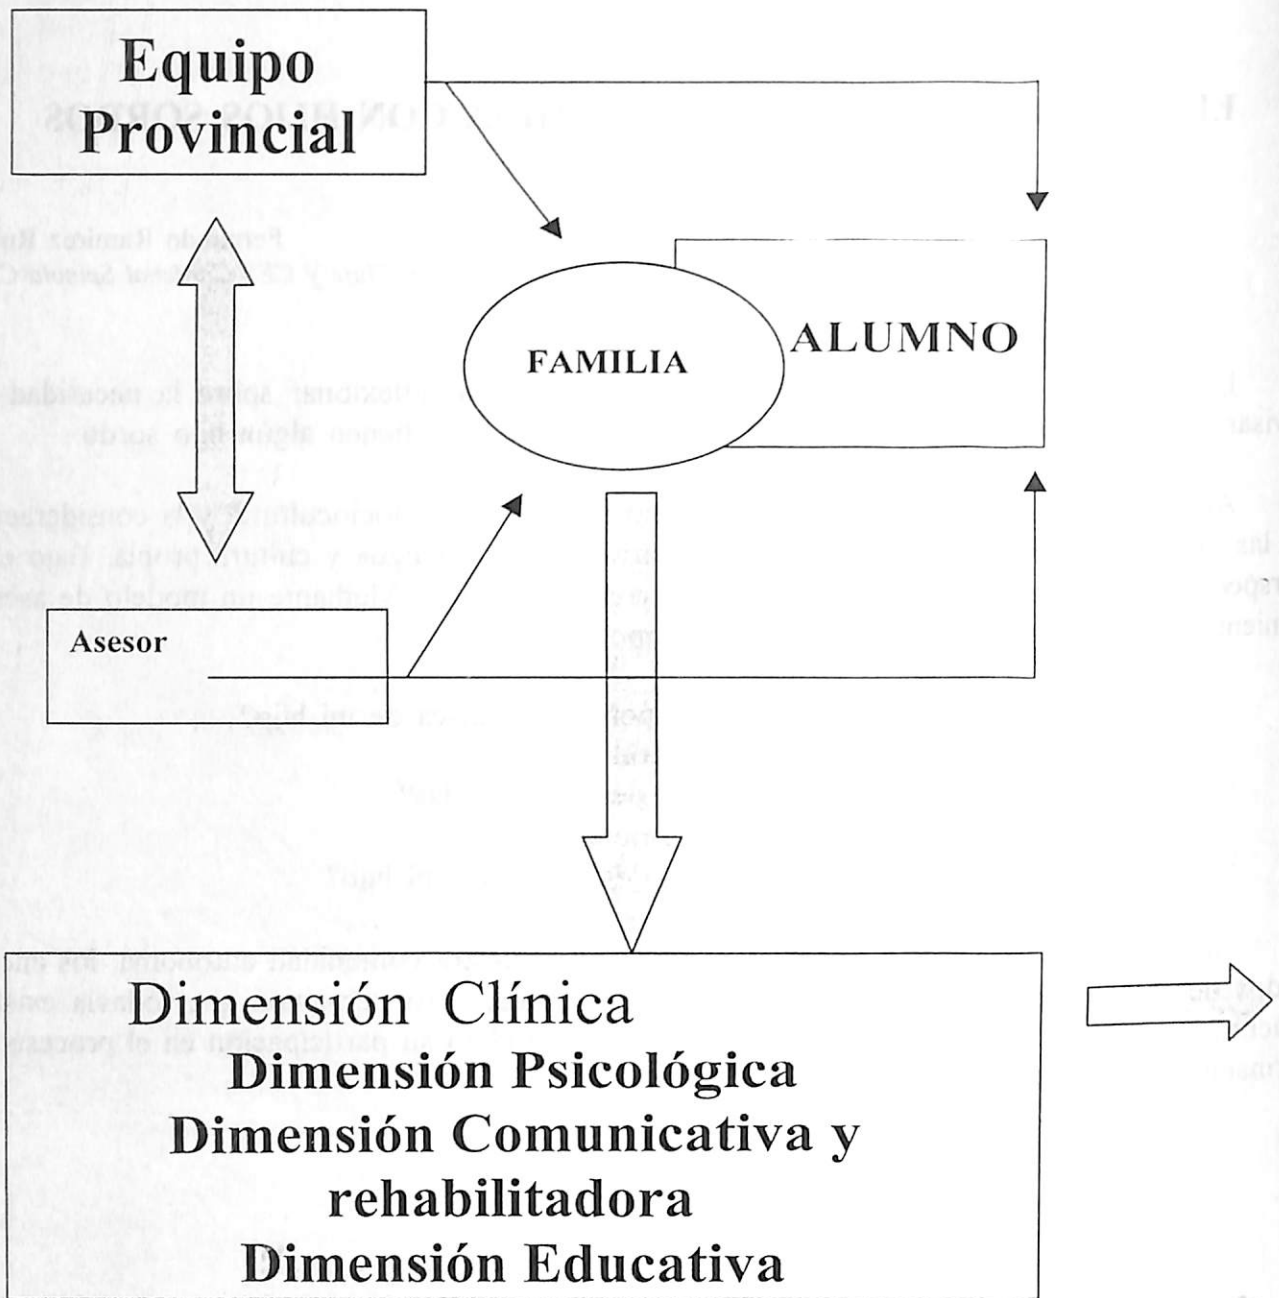 Equipo
Provincial
FAMILIA
ALUMNO
Asesor
Dimensión Clínica
Dimensión Psicológica
Dimensión Comunicativa y
rehabilitadora
Dimensión Educativa